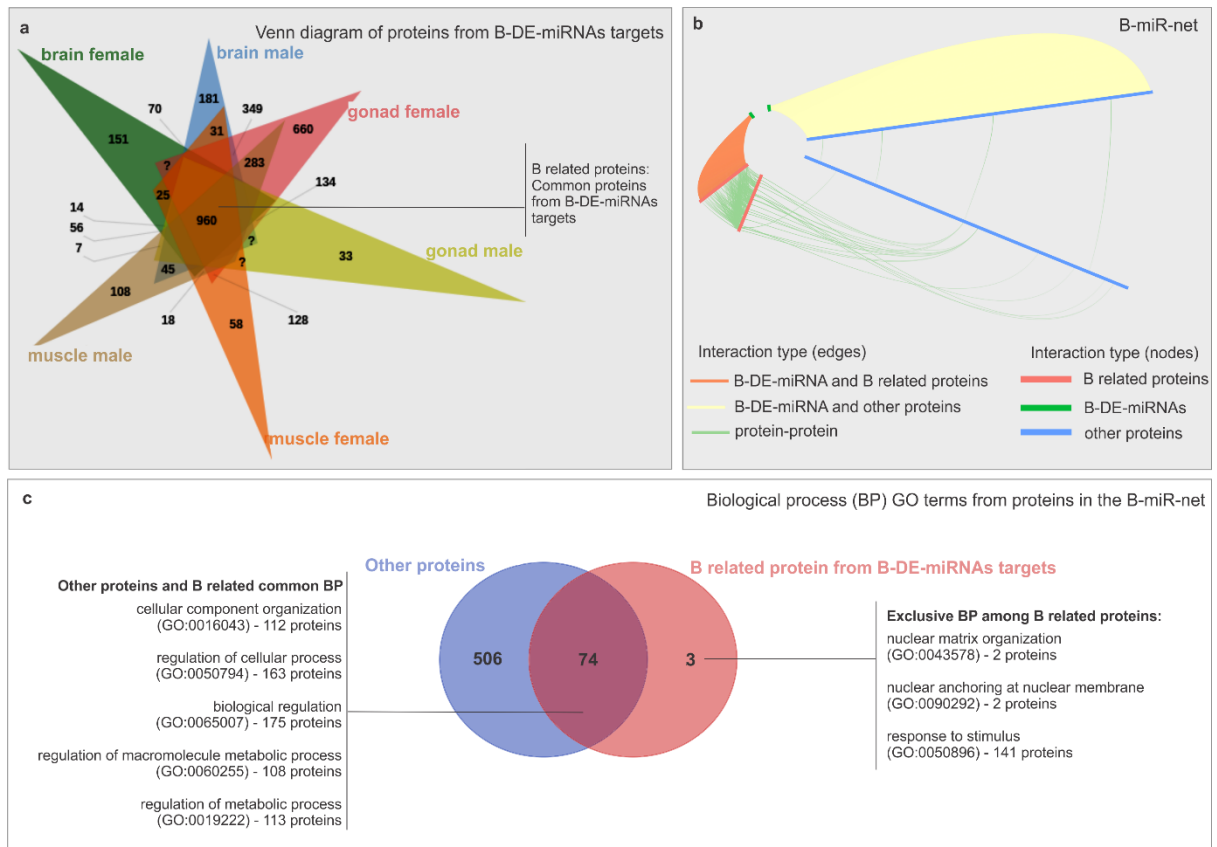 a
Venn diagram of proteins from B-DE-miRNAs targets
brain female
brain male
gonad female
70
181
349
31
660
151
?
283
134
25
B related proteins:
Common proteins
from B-DE-miRNAs
targets
14
56
7
960
?
gonad male
?
33
45
108
18
58
128
muscle male
muscle female
b
B-miR-net
Interaction type (edges)
B-DE-miRNA and B related proteins
B-DE-miRNA and other proteins
protein-protein
Interaction type (nodes)
B related proteins
B-DE-miRNAs
other proteins
c
Biological process (BP) GO terms from proteins in the B-miR-net
Other proteins and B related common BP
cellular component organization
(GO:0016043) - 112 proteins
regulation of cellular process
(GO:0050794) - 163 proteins
biological regulation
(GO:0065007) - 175 proteins
regulation of macromolecule metabolic process
(GO:0060255) - 108 proteins
regulation of metabolic process
(GO:0019222) - 113 proteins
Other proteins
B related protein from B-DE-miRNAs targets
506
74
3
Exclusive BP among B related proteins:
nuclear matrix organization
(GO:0043578) - 2 proteins
nuclear anchoring at nuclear membrane
(GO:0090292) - 2 proteins
response to stimulus
(GO:0050896) - 141 proteins